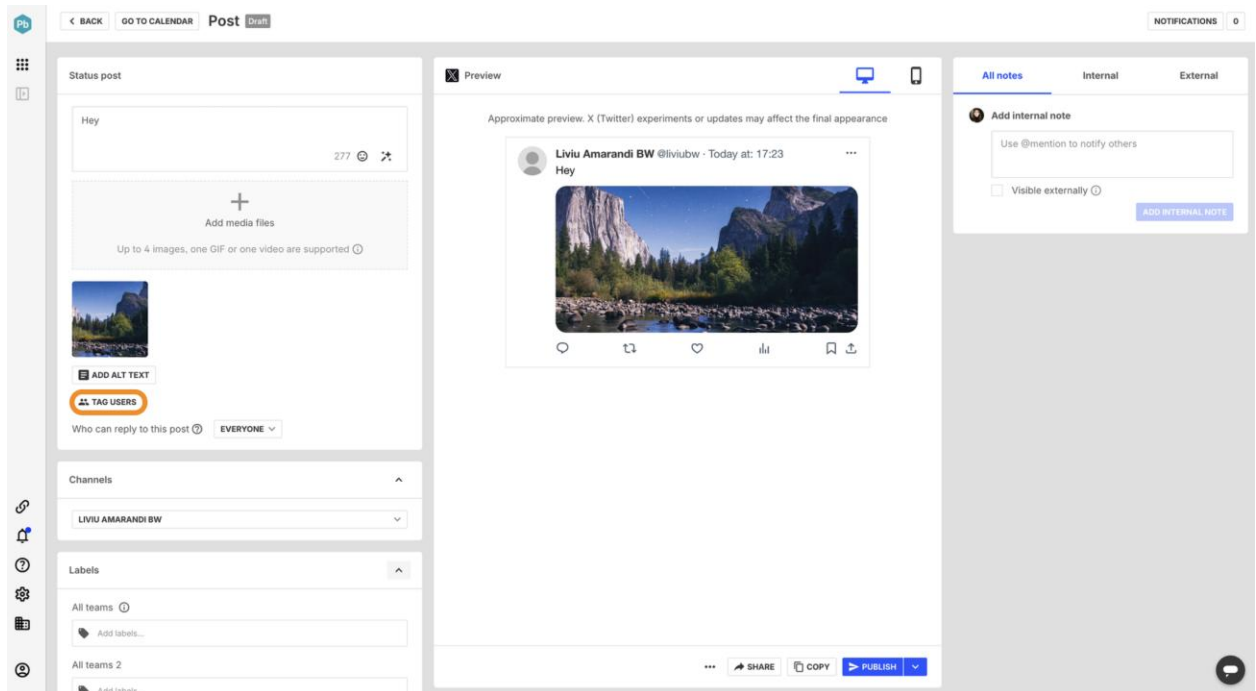 Pb
< BACK
GO TO CALENDAR
Post
Draft
NOTIFICATIONS
0
Status post
Hey
277
Add media files
Up to 4 images, one GIF or one video are supported
ADD ALT TEXT
TAG USERS
Who can reply to this post
EVERYONE
Channels
LIVIU AMARANDI BW
Labels
All teams
Add labels...
All teams 2
Add labels
X Preview
Approximate preview. X (Twitter) experiments or updates may affect the final appearance
Liviu Amarandi BW @liviubw · Today at: 17:23
Hey
SHARE
COPY
PUBLISH
All notes
Internal
External
Add internal note
Use @mention to notify others
Visible externally
ADD INTERNAL NOTE